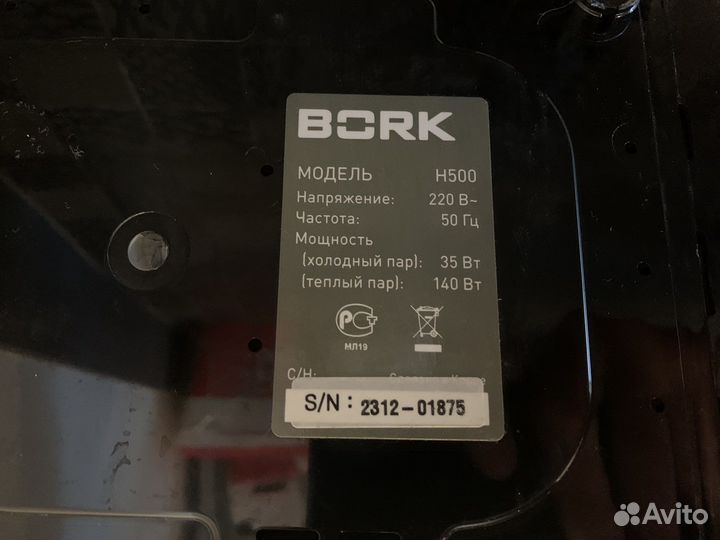 BORK
МОДЕЛЬ H500
Напряжение: 220 В~
Частота: 50 Гц
Мощность
(холодный пар): 35 Вт
(теплый пар): 140 Вт
РСТ
МЛ19
С/Н:
S/N : 2312-01875
Avito